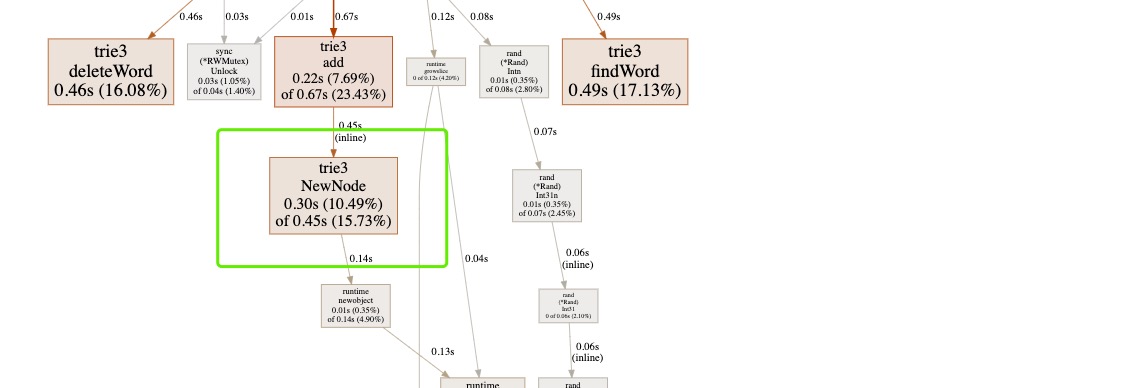 0.46s
0.03s
0.01s
0.67s
0.12s
0.08s
0.49s
trie3
deleteWord
0.46s (16.08%)
sync
(*RWMutex)
Unlock
0.03s (1.05%)
of 0.04s (1.40%)
trie3
add
0.22s (7.69%)
of 0.67s (23.43%)
runtime
growslice
0 of 0.12s (4.20%)
rand
(*Rand)
Intn
0.01s (0.35%)
of 0.08s (2.80%)
trie3
findWord
0.49s (17.13%)
0.45s
(inline)
0.07s
trie3
NewNode
0.30s (10.49%)
of 0.45s (15.73%)
rand
(*Rand)
Int31n
0.01s (0.35%)
of 0.07s (2.45%)
0.14s
0.04s
0.06s
(inline)
runtime
newobject
0.01s (0.35%)
of 0.14s (4.90%)
rand
(*Rand)
Int31
0 of 0.06s (2.10%)
0.13s
0.06s
(inline)
runtime
rand